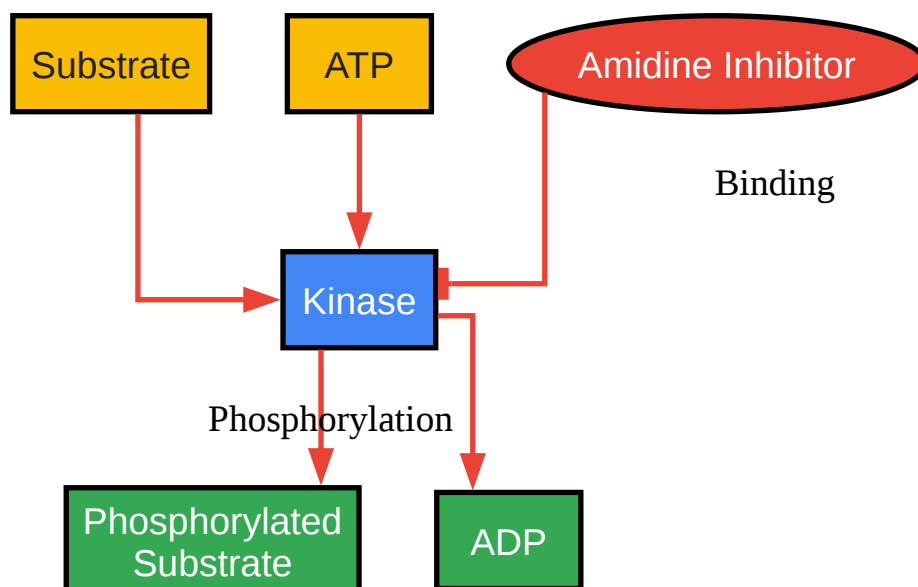 Substrate
ATP
Amidine Inhibitor
Binding
Kinase
Phosphorylation
Phosphorylated
Substrate
ADP